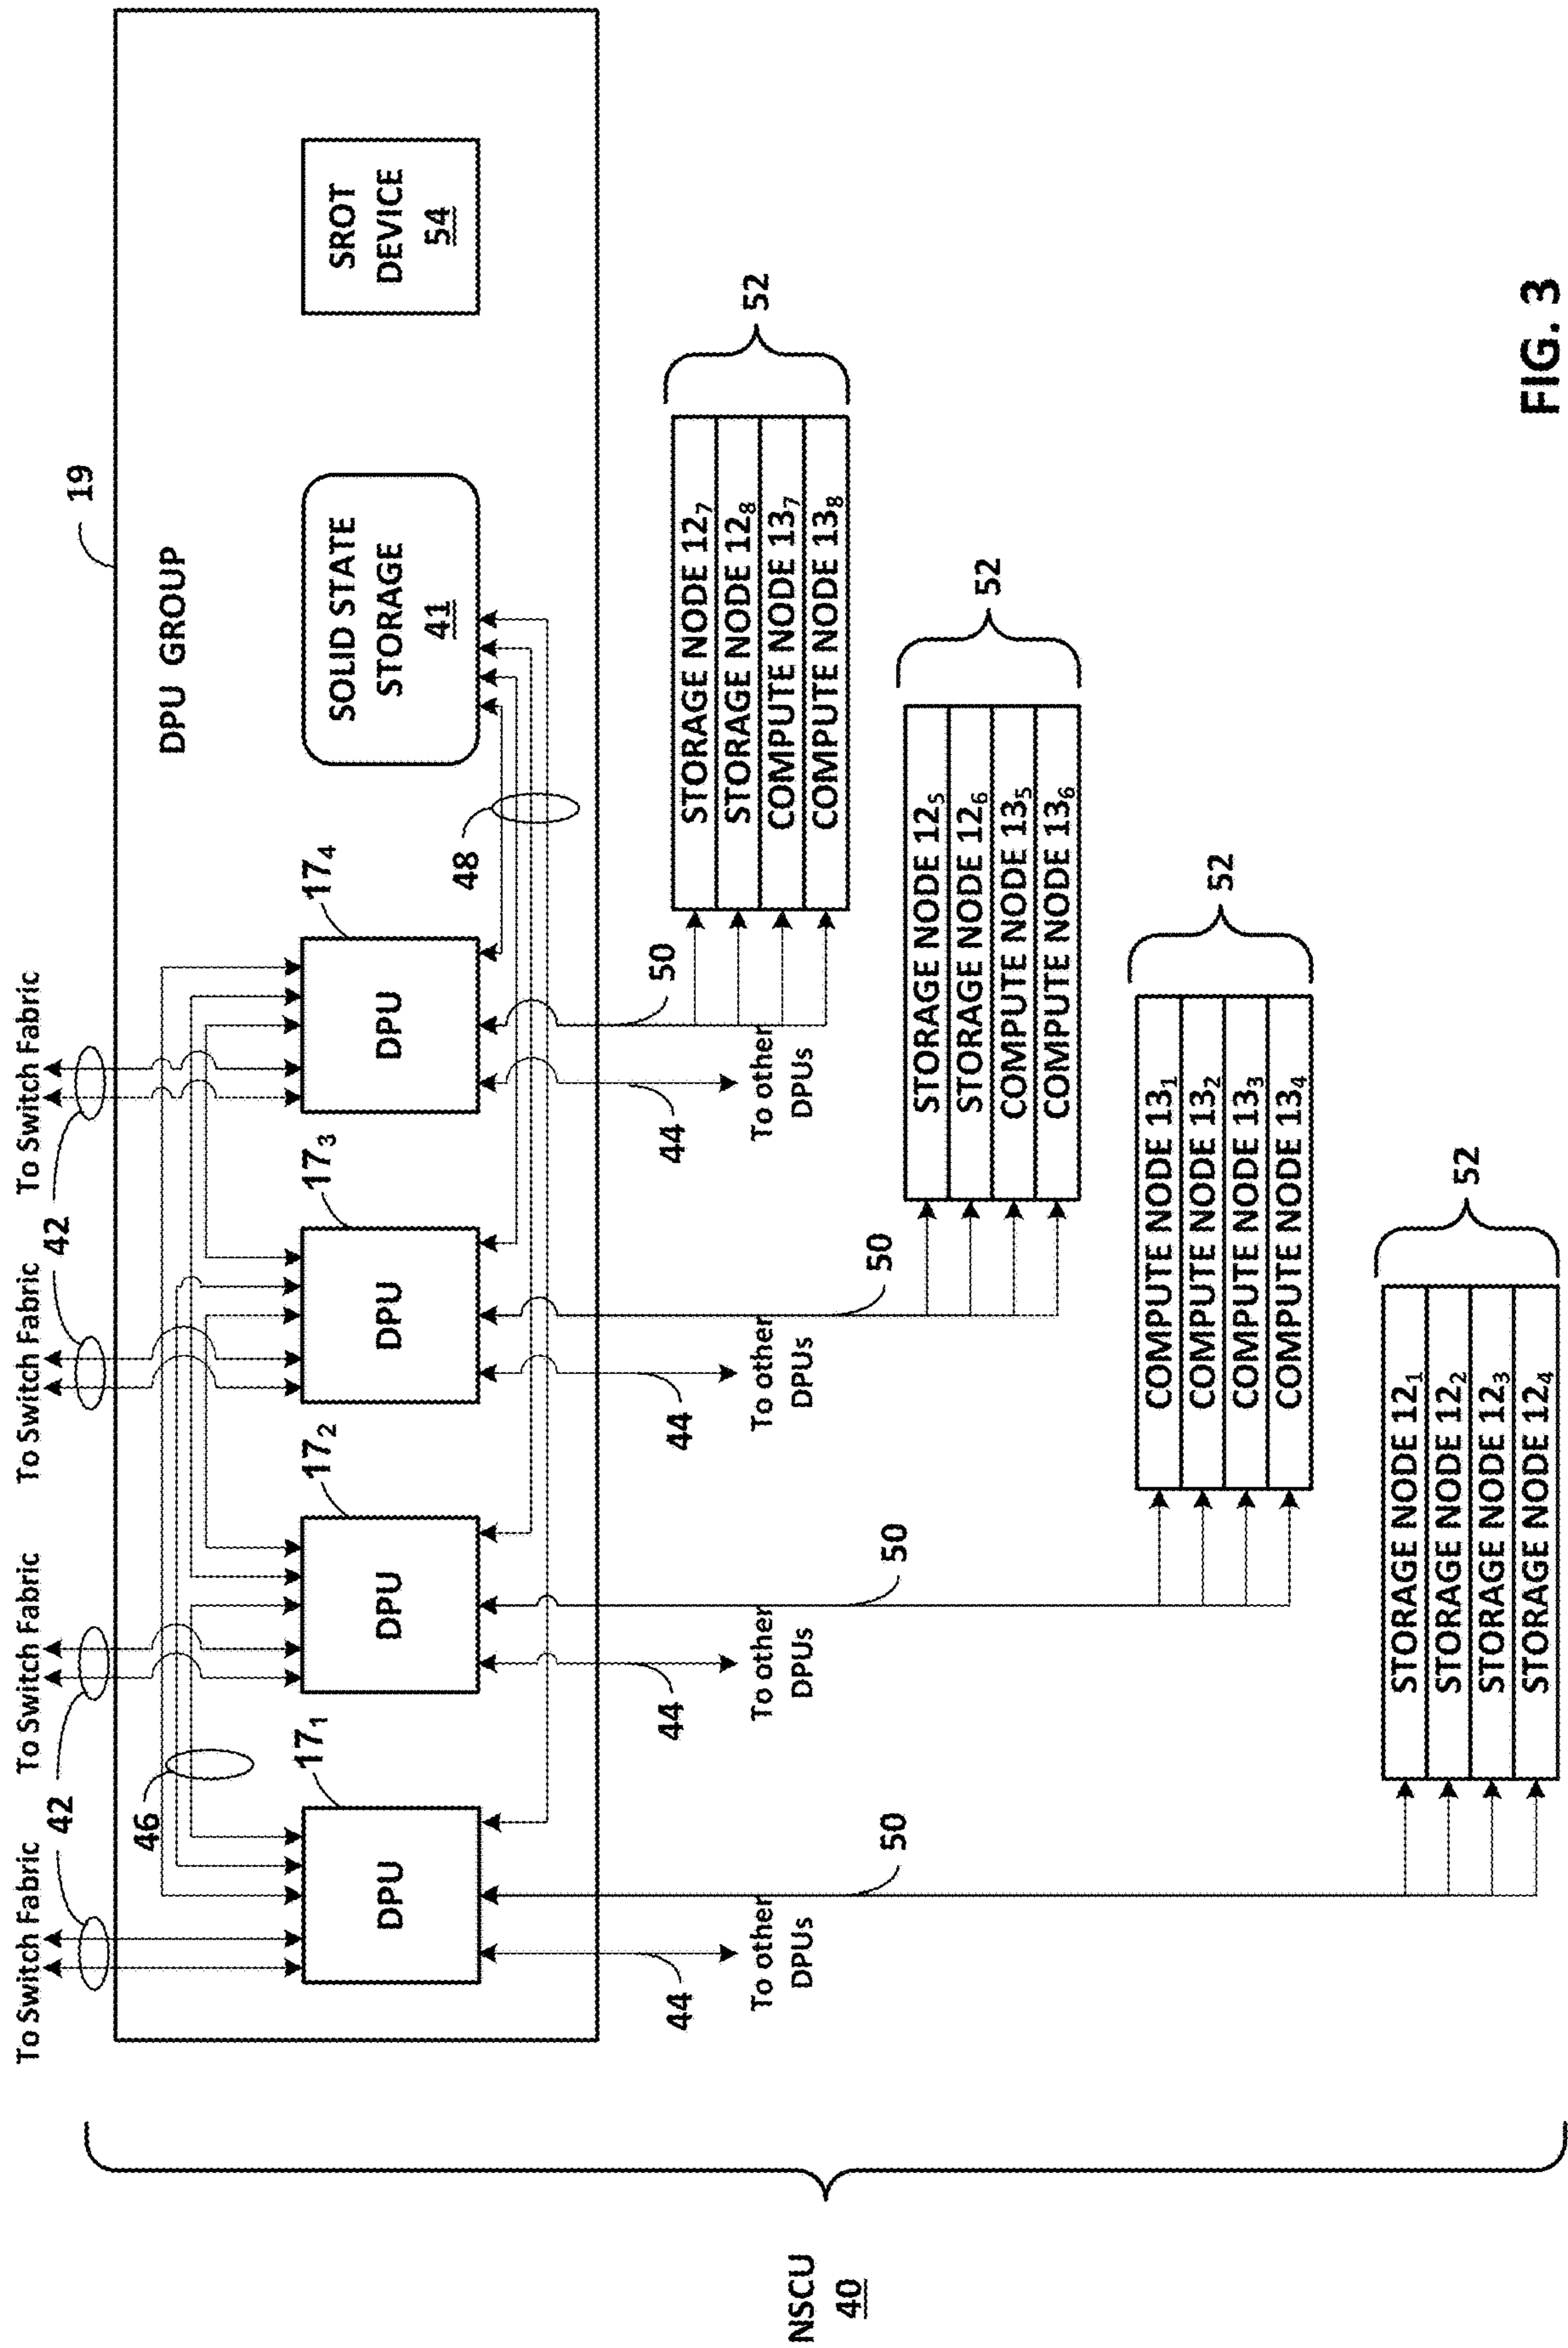 To Switch Fabric
To Switch Fabric
To Switch Fabric
To Switch Fabric
42
42
42
19
DPU GROUP
46
17₁
17₂
17₃
17₄
DPU
DPU
DPU
DPU
SOLID STATE
STORAGE
41
SROT
DEVICE
54
48
44
44
44
44
50
To other
DPUs
To other
DPUs
To other
DPUs
To other
DPUs
STORAGE NODE 12₇
STORAGE NODE 12₈
COMPUTE NODE 13₇
COMPUTE NODE 13₈
52
50
STORAGE NODE 12₅
STORAGE NODE 12₆
COMPUTE NODE 13₅
COMPUTE NODE 13₆
52
50
COMPUTE NODE 13₁
COMPUTE NODE 13₂
COMPUTE NODE 13₃
COMPUTE NODE 13₄
52
50
STORAGE NODE 12₁
STORAGE NODE 12₂
STORAGE NODE 12₃
STORAGE NODE 12₄
52
NSCU
40
FIG. 3